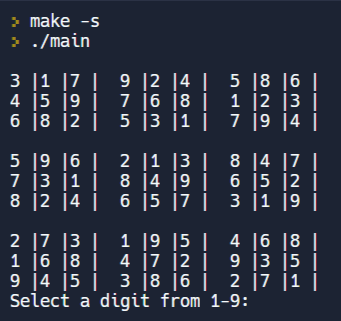 > make -s
> ./main
3 |1 |7 |  9 |2 |4 |  5 |8 |6 |
4 |5 |9 |  7 |6 |8 |  1 |2 |3 |
6 |8 |2 |  5 |3 |1 |  7 |9 |4 |
5 |9 |6 |  2 |1 |3 |  8 |4 |7 |
7 |3 |1 |  8 |4 |9 |  6 |5 |2 |
8 |2 |4 |  6 |5 |7 |  3 |1 |9 |
2 |7 |3 |  1 |9 |5 |  4 |6 |8 |
1 |6 |8 |  4 |7 |2 |  9 |3 |5 |
9 |4 |5 |  3 |8 |6 |  2 |7 |1 |
Select a digit from 1-9: